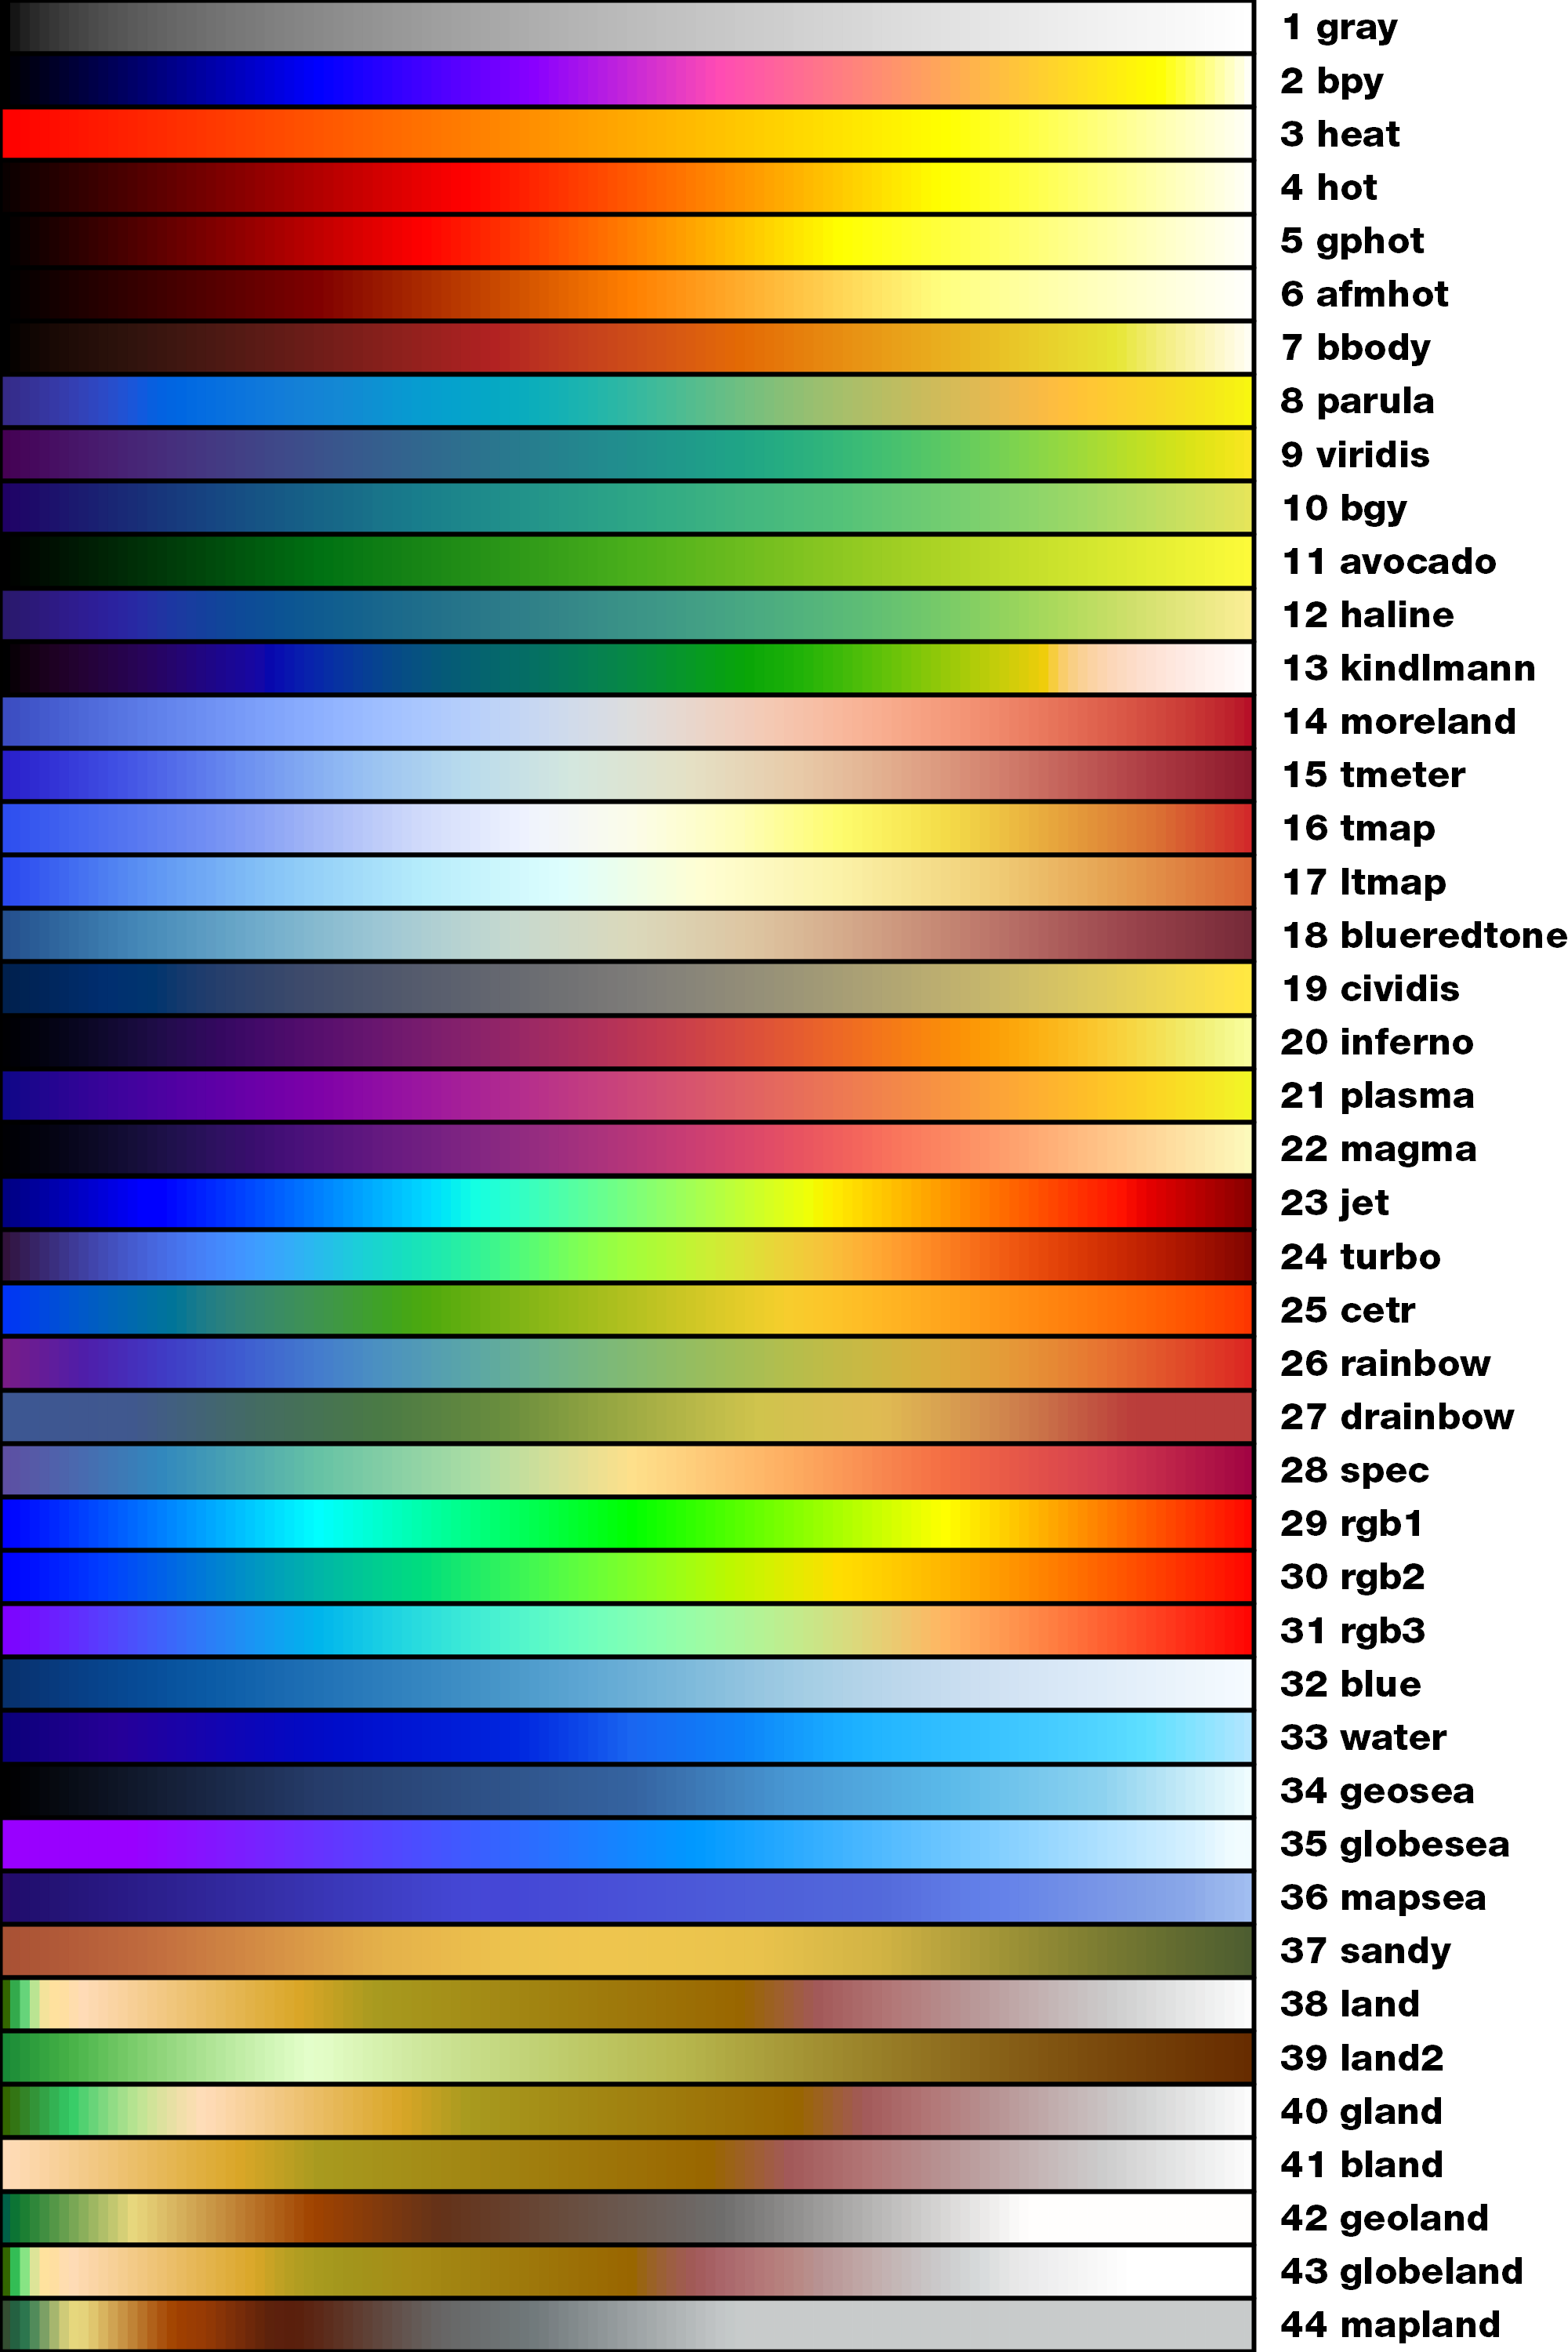 1 gray
2 bpy
3 heat
4 hot
5 gphot
6 afmhot
7 bbody
8 parula
9 viridis
10 bgy
11 avocado
12 haline
13 kindlmann
14 moreland
15 tmeter
16 tmap
17 ltmap
18 blueredtone
19 cividis
20 inferno
21 plasma
22 magma
23 jet
24 turbo
25 cetr
26 rainbow
27 drainbow
28 spec
29 rgb1
30 rgb2
31 rgb3
32 blue
33 water
34 geosea
35 globesea
36 mapsea
37 sandy
38 land
39 land2
40 gland
41 bland
42 geoland
43 globeland
44 mapland